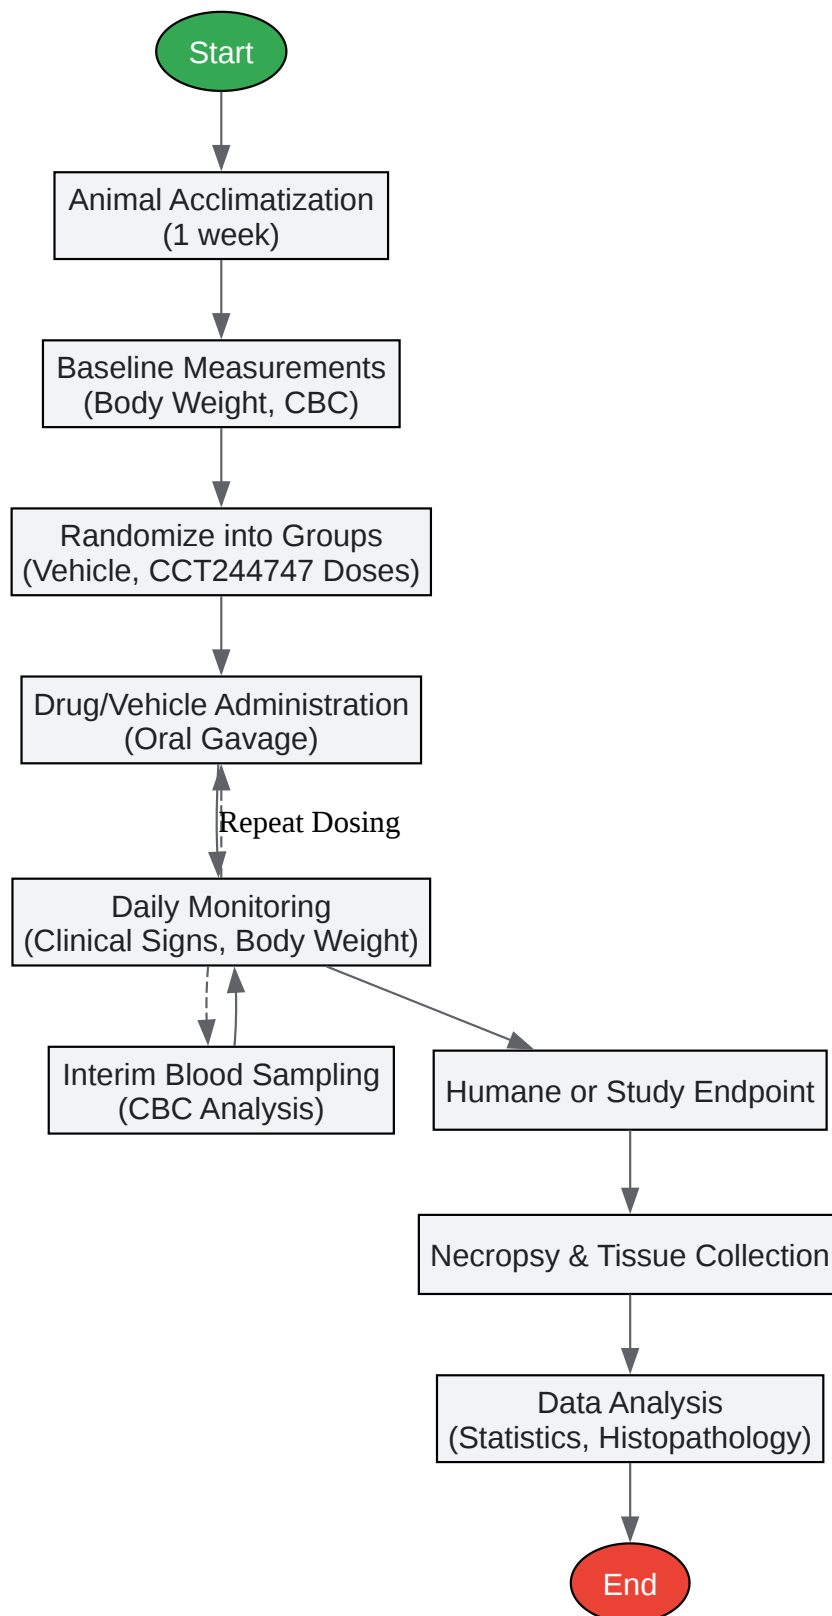 Start
Animal Acclimatization
(1 week)
Baseline Measurements
(Body Weight, CBC)
Randomize into Groups
(Vehicle, CCT244747 Doses)
Drug/Vehicle Administration
(Oral Gavage)
Repeat Dosing
Daily Monitoring
(Clinical Signs, Body Weight)
Interim Blood Sampling
(CBC Analysis)
Humane or Study Endpoint
Necropsy & Tissue Collection
Data Analysis
(Statistics, Histopathology)
End